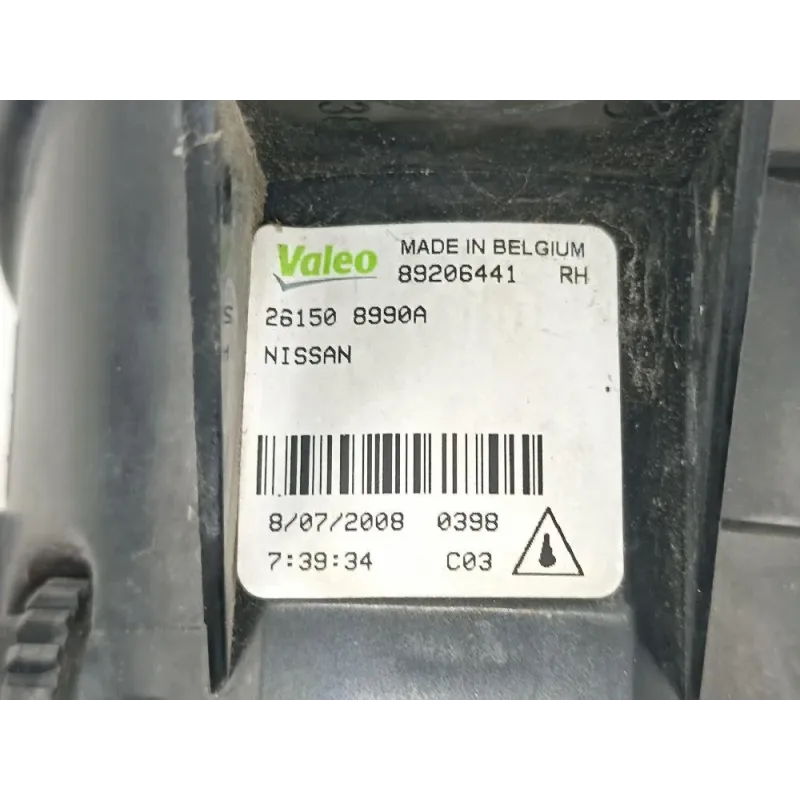 Valeo MADE IN BELGIUM
89206441 RH
26150 8990A
NISSAN
8/07/2008 0398
7:39:34 C03